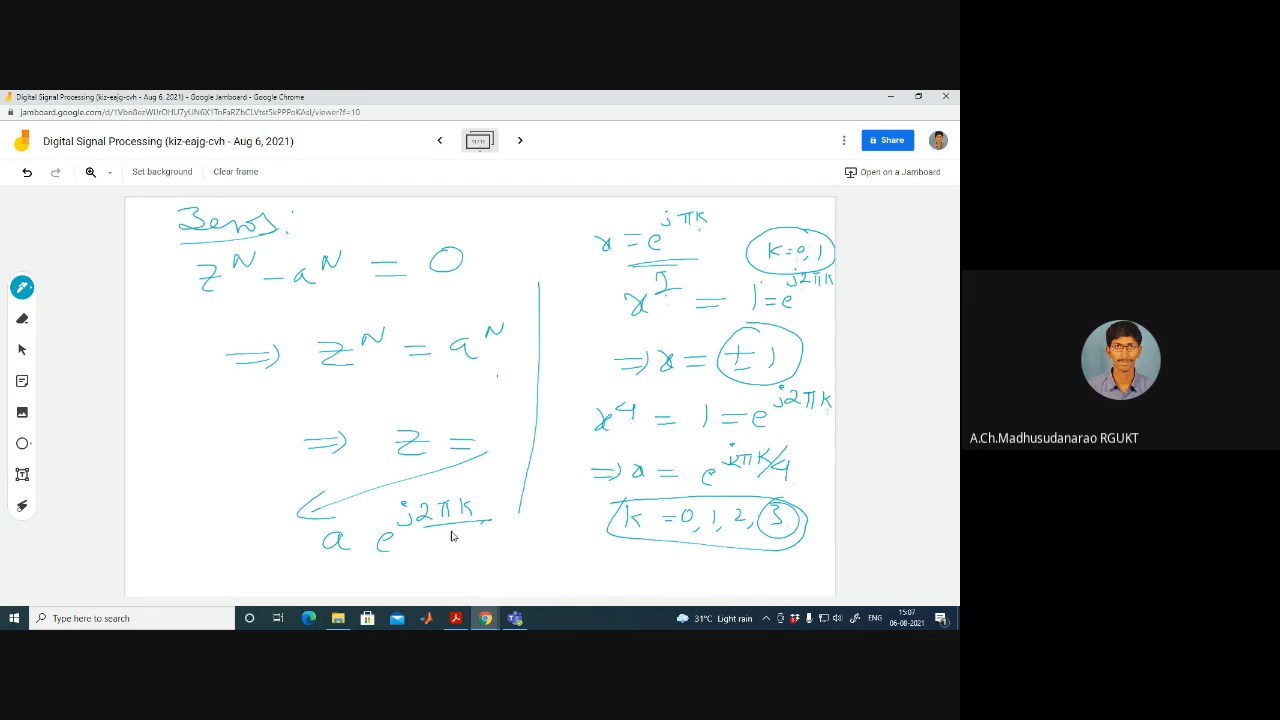 Digital Signal Processing (kiz-eajg-cvh - Aug 6, 2021) - Google Jamboard - Google Chrome
Digital Signal Processing (kiz-eajg-cvh - Aug 6, 2021)
11 / 11
Share
Set background
Clear frame
Open on a Jamboard
Zeros:
z^N - a^N = 0
⇒ z^N = a^N
⇒ z =
a e^{j2πk}
x = e^{jπk}
k = 0, 1
x^2 = 1 = e^{j2πk}
⇒ x = ± 1
x^4 = 1 = e^{j2πk}
k = 0, 1, 2, 3
A.Ch.Madhusudanarao RGUKT
Type here to search
31°C Light rain
ENG
15:07
06-08-2021